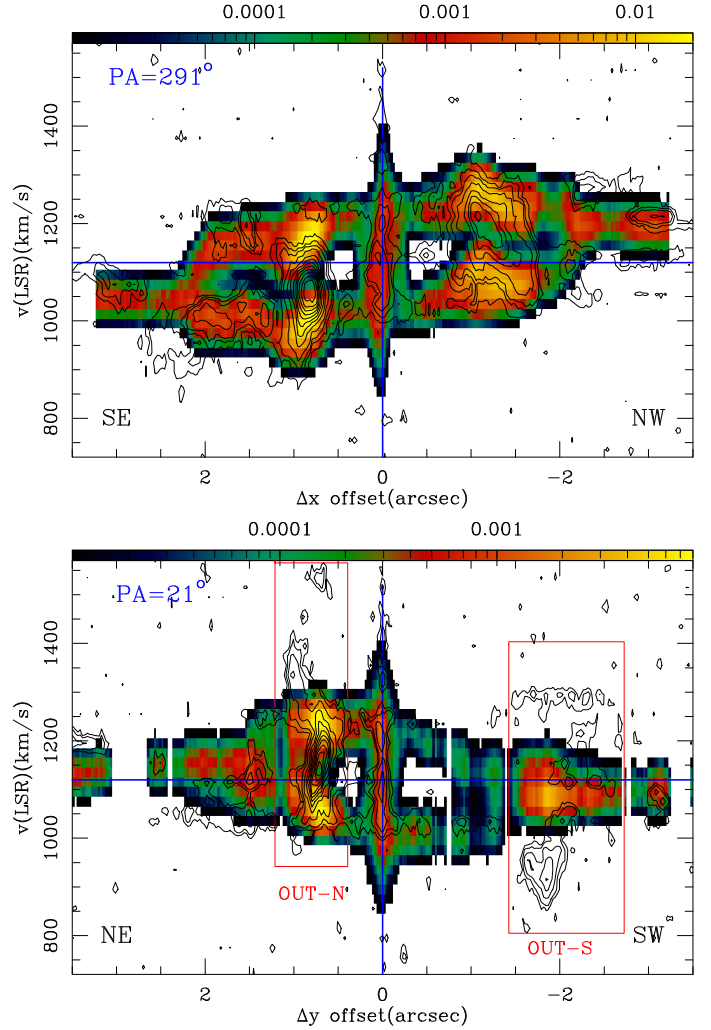 0.0001 0.001 0.01
PA=291°
v(LSR)(km/s)
1400
1200
1000
800
SE NW
2 0 −2
Δx offset(arcsec)
0.0001 0.001
PA=21°
v(LSR)(km/s)
1400
1200
1000
800
OUT-N
NE SW
OUT-S
2 0 −2
Δy offset(arcsec)